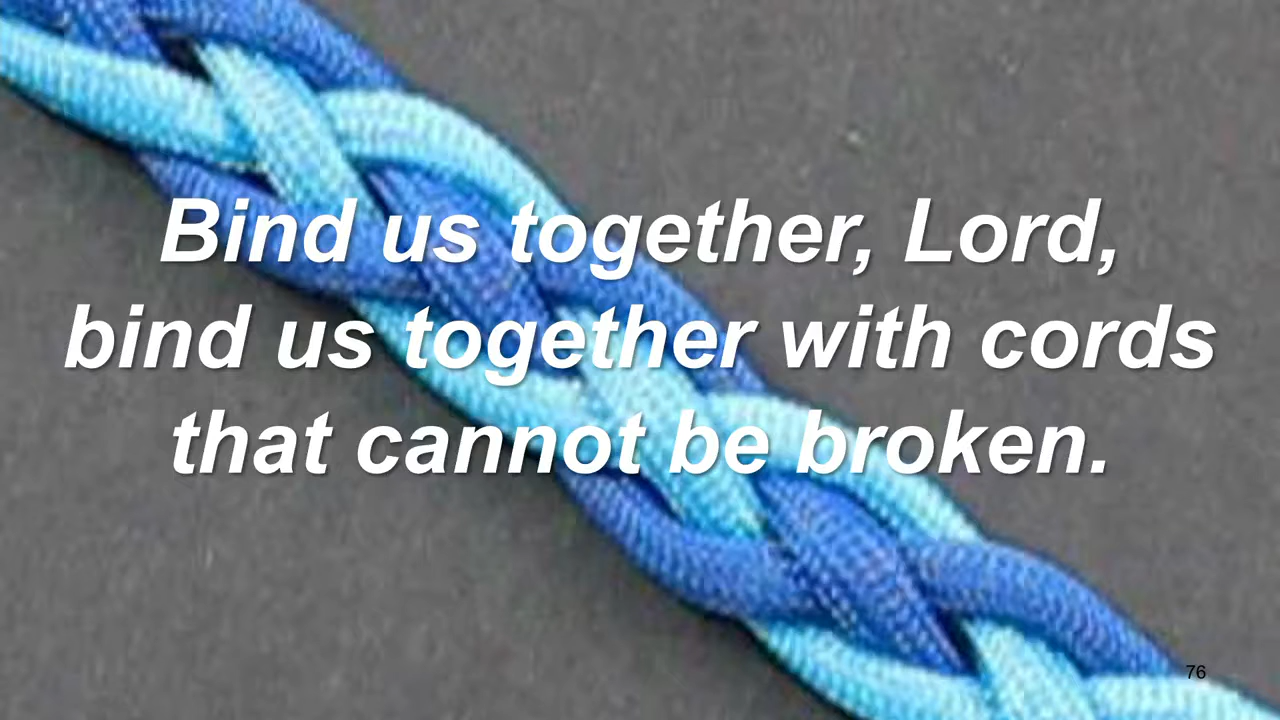 Bind us together, Lord,
bind us together with cords
that cannot be broken.
76